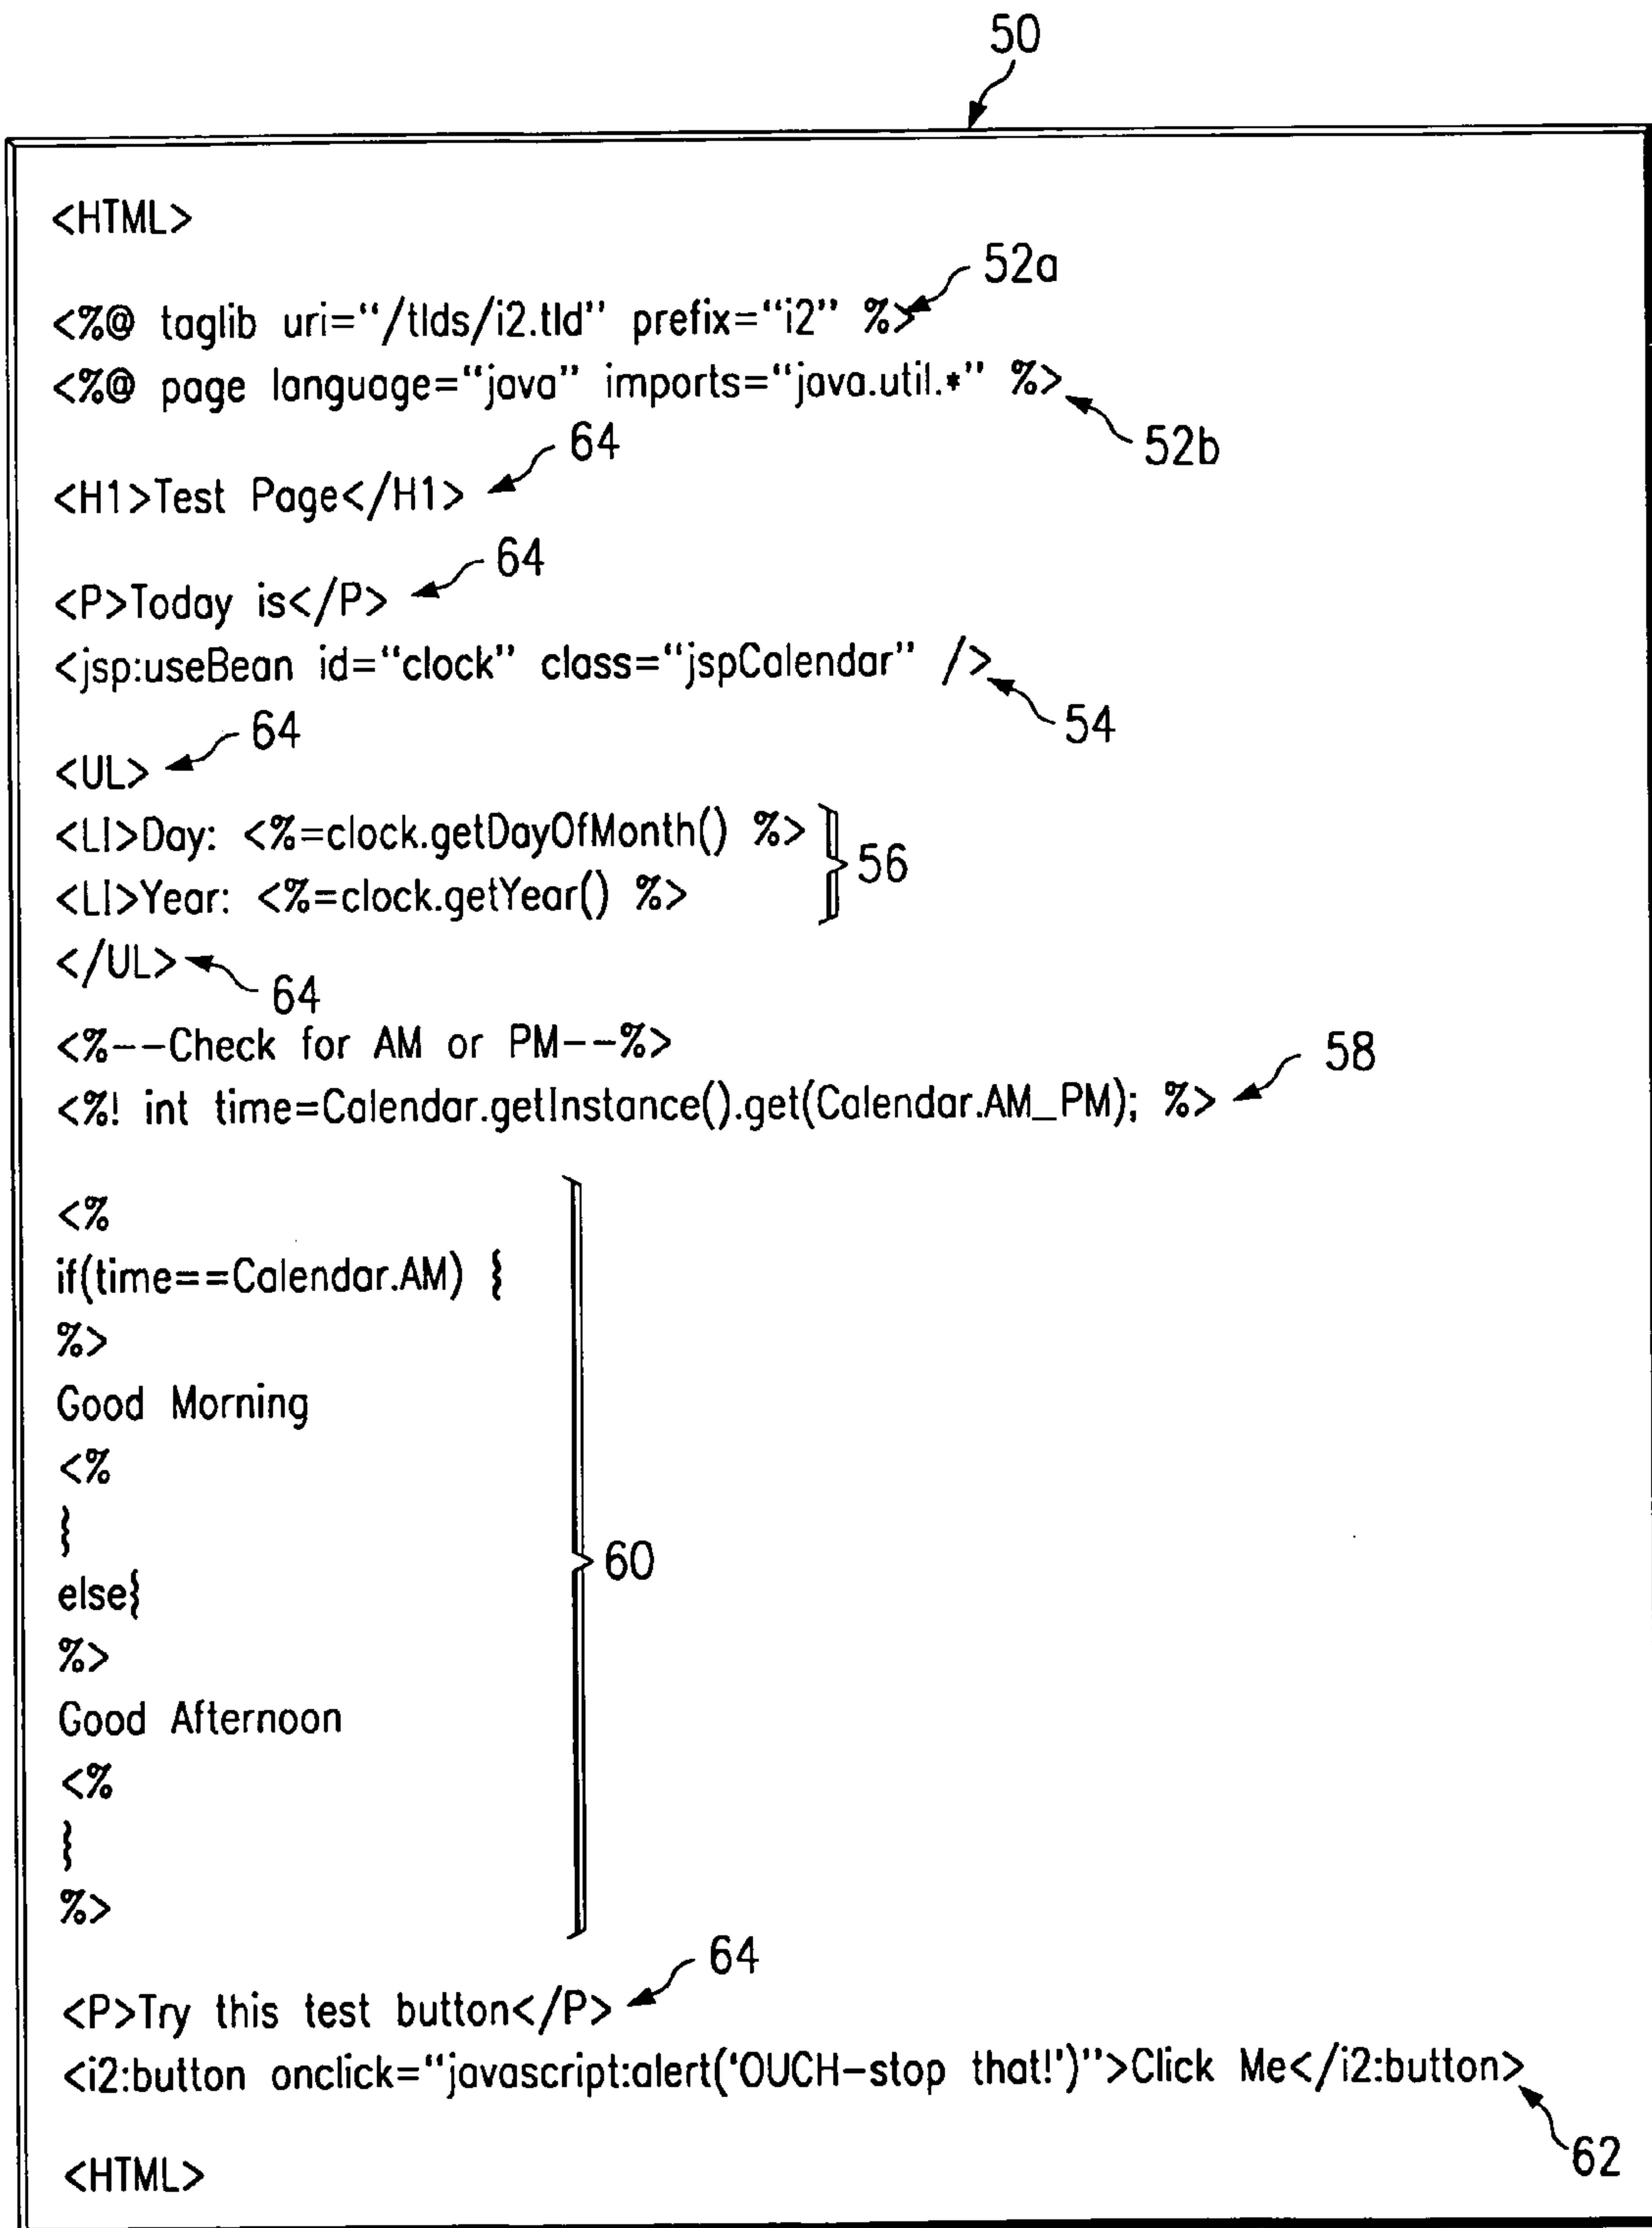 50
<HTML>
52a
<%@ taglib uri="/tlds/i2.tld" prefix="i2" %>
<%@ page language="java" imports="java.util.*" %>
52b
64
<H1>Test Page</H1>
64
<P>Today is</P>
<jsp:useBean id="clock" class="jspCalendar" />
54
64
<UL>
<LI>Day: <%=clock.getDayOfMonth() %>
56
<LI>Year: <%=clock.getYear() %>
</UL>
64
<%--Check for AM or PM--%>
58
<%! int time=Calendar.getInstance().get(Calendar.AM_PM); %>
<%
if(time==Calendar.AM) {
%>
Good Morning
<%
}
60
else{
%>
Good Afternoon
<%
}
%>
64
<P>Try this test button</P>
<i2:button onclick="javascript:alert('OUCH-stop that!')">Click Me</i2:button>
62
<HTML>